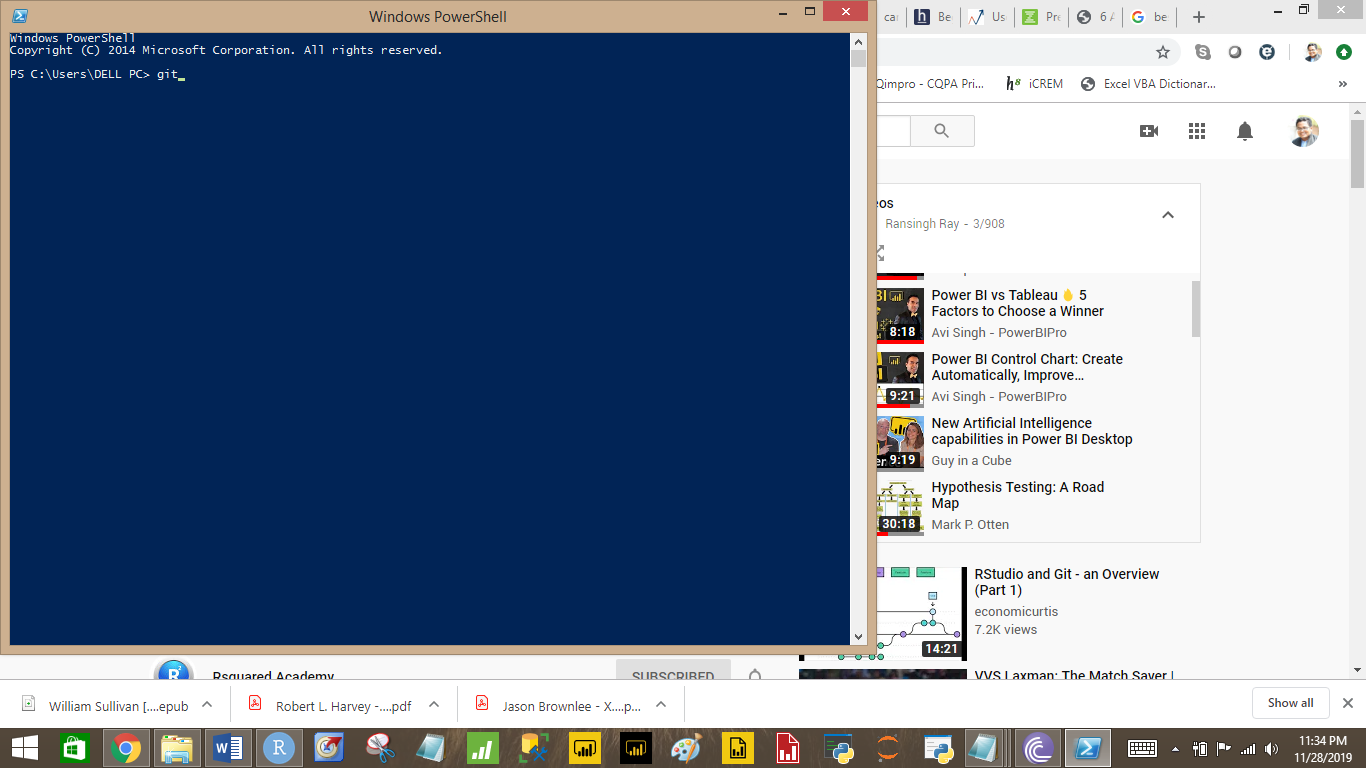 Windows PowerShell
Windows PowerShell
Copyright (C) 2014 Microsoft Corporation. All rights reserved.
PS C:\Users\DELL PC> git
Be
Us
Pre
6 A
be
Qimpro - CQPA Pri...
iCREM
Excel VBA Dictionar...
»
Ransingh Ray - 3/908
Power BI vs Tableau 5
Factors to Choose a Winner
Avi Singh - PowerBIPro
8:18
Power BI Control Chart: Create
Automatically, Improve...
Avi Singh - PowerBIPro
9:21
New Artificial Intelligence
capabilities in Power BI Desktop
Guy in a Cube
9:19
Hypothesis Testing: A Road
Map
Mark P. Otten
30:18
RStudio and Git - an Overview
(Part 1)
economicurtis
7.2K views
14:21
VVS Laxman: The Match Saver |
Rsquared Academy
SUBSCRIBED
William Sullivan [....epub
Robert L. Harvey -....pdf
Jason Brownlee - X....p...
Show all
11:34 PM
11/28/2019